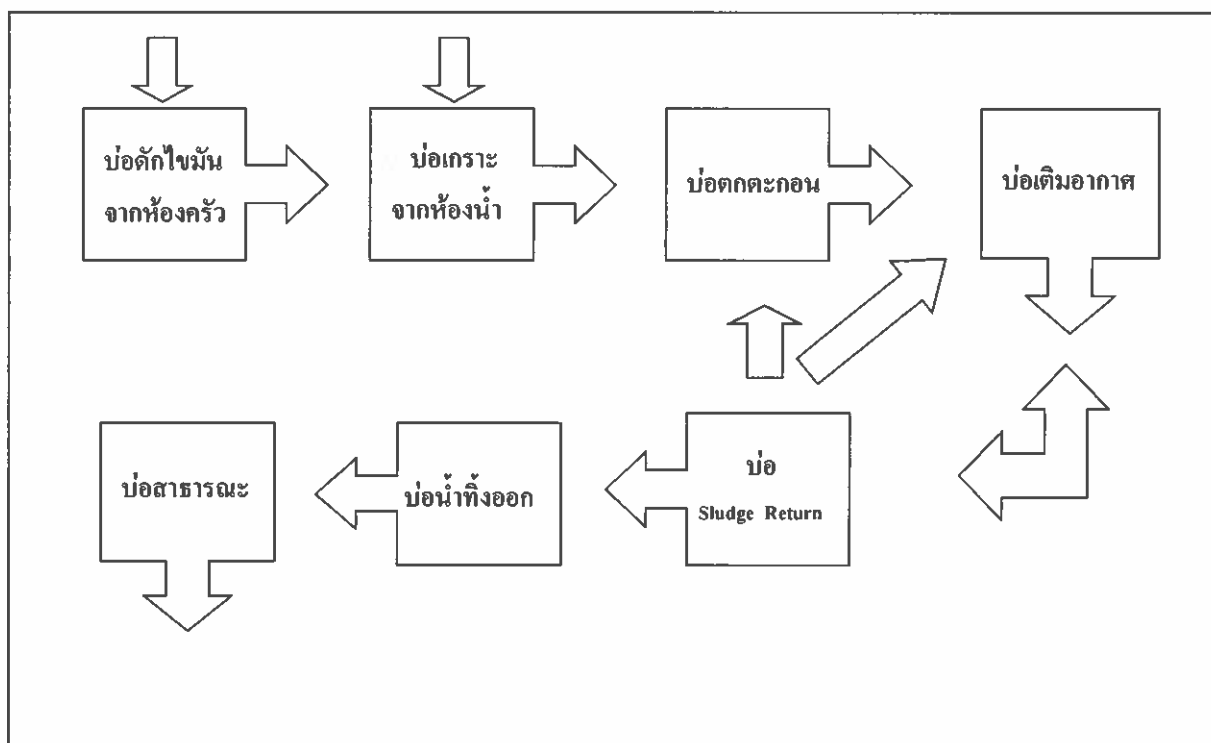 บ่อดักไขมัน
จากห้องครัว
บ่อเกราะ
จากห้องน้ำ
บ่อตกตะกอน
บ่อเติมอากาศ
บ่อสาธารณะ
บ่อน้ำทิ้งออก
บ่อ
Sludge Return